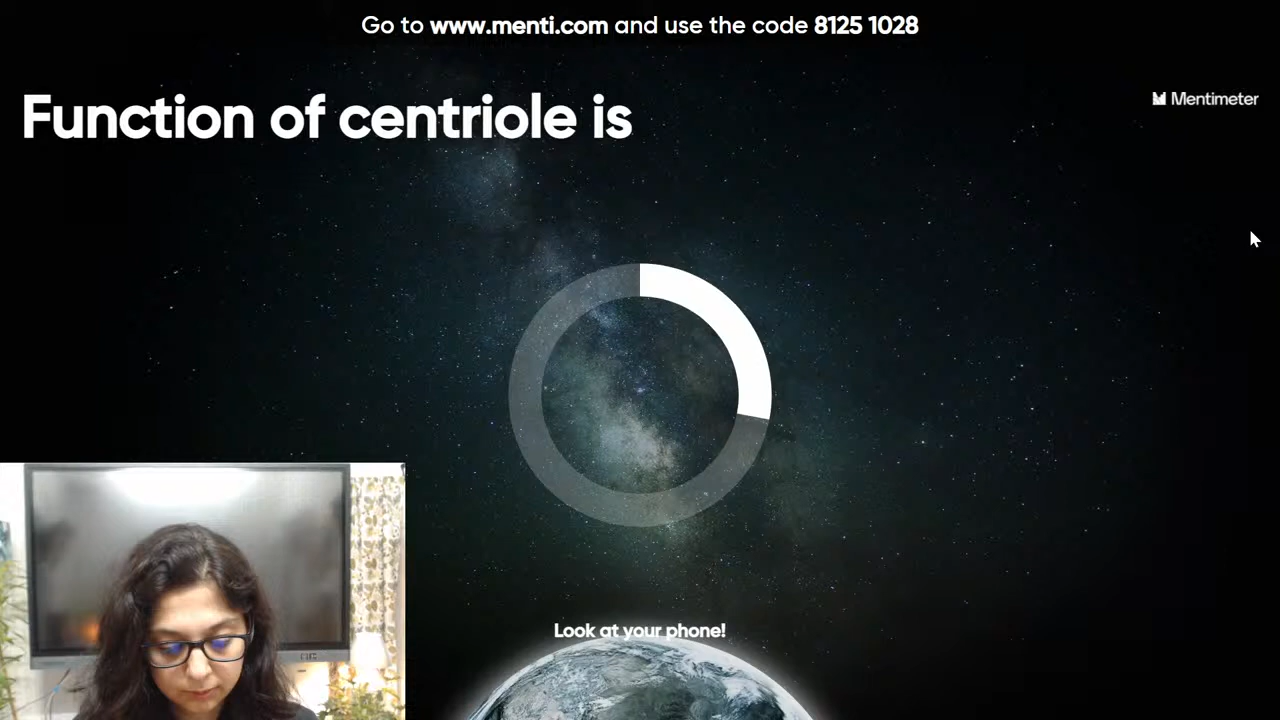 Go to www.menti.com and use the code 8125 1028
Function of centriole is
Mentimeter
Look at your phone!